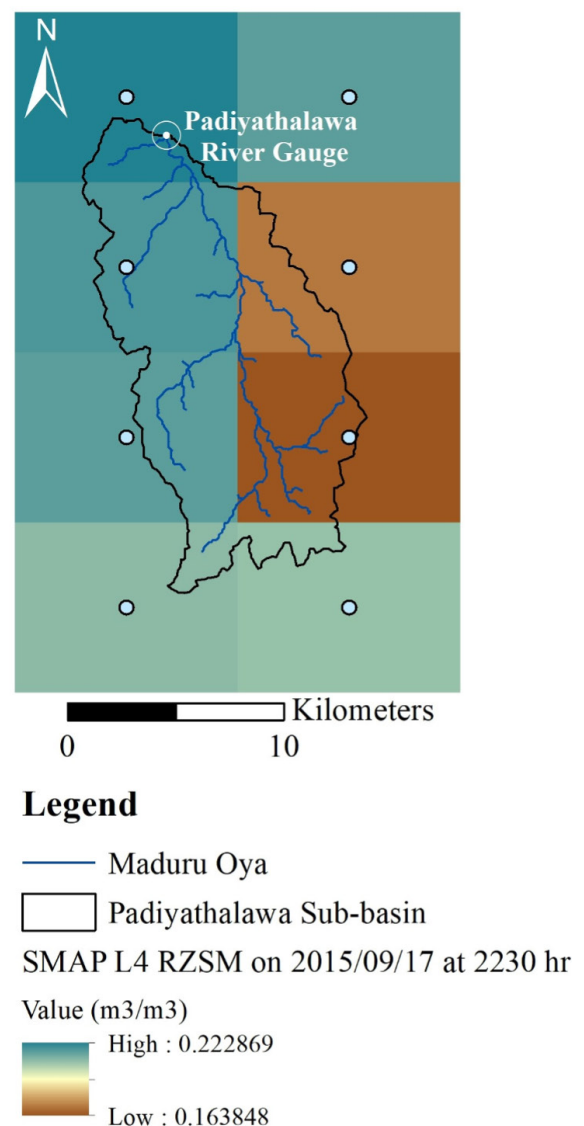 N
Padiyathalawa
River Gauge
Kilometers
0 10
Legend
Maduru Oya
Padiyathalawa Sub-basin
SMAP L4 RZSM on 2015/09/17 at 2230 hr
Value (m3/m3)
High : 0.222869
Low : 0.163848